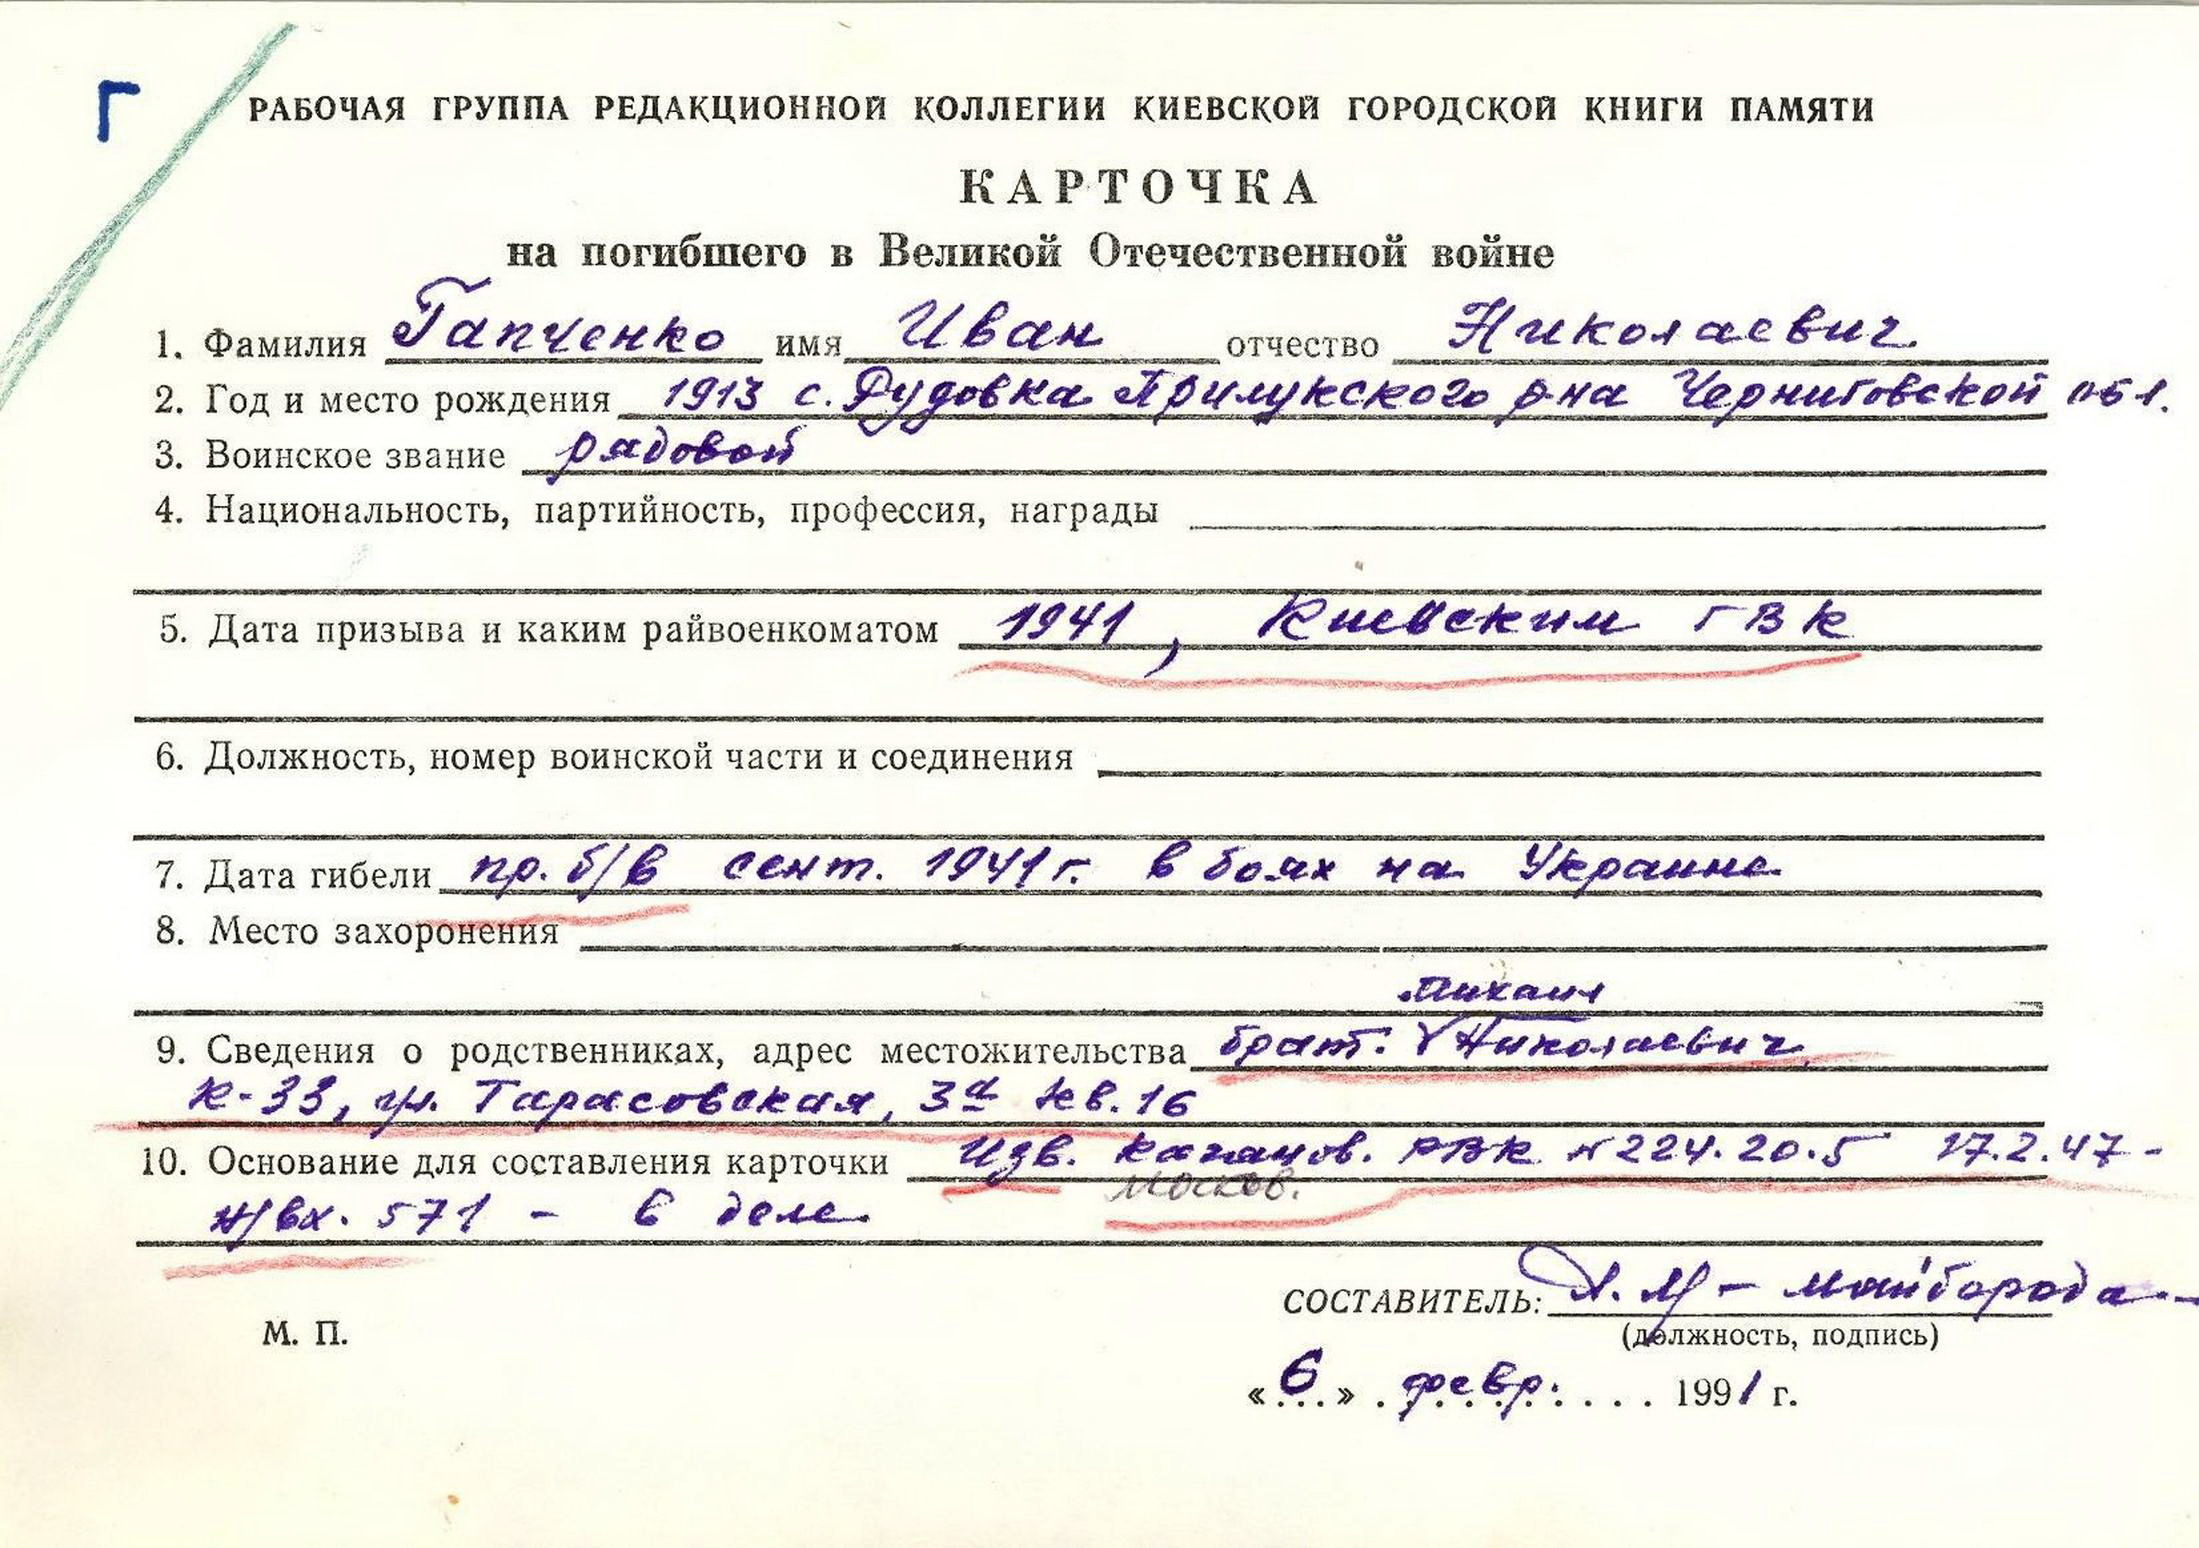 Г
РАБОЧАЯ ГРУППА РЕДАКЦИОННОЙ КОЛЛЕГИИ КИЕВСКОЙ ГОРОДСКОЙ КНИГИ ПАМЯТИ
КАРТОЧКА
на погибшего в Великой Отечественной войне
1. Фамилия Гапченко имя Иван отчество Николаевич
2. Год и место рождения 1913 с. Рудовка Прилукского р-на Черниговской обл.
3. Воинское звание рядовой
4. Национальность, партийность, профессия, награды
5. Дата призыва и каким райвоенкоматом 1941, Киевским ГВК
6. Должность, номер воинской части и соединения
7. Дата гибели пр. б/в сент. 1941 г. в боях на Украине
8. Место захоронения
Михаил
9. Сведения о родственниках, адрес местожительства брат: Николаевич,
К-33, ул. Тарасовская, 3а кв. 16
10. Основание для составления карточки Изв. Каганов. РВК № 224.20.5 17.2.47 -
Москов.
н/вх. 571 - в деле
СОСТАВИТЕЛЬ: - Майборода
(должность, подпись)
М. П.
«6» февр. 1991 г.